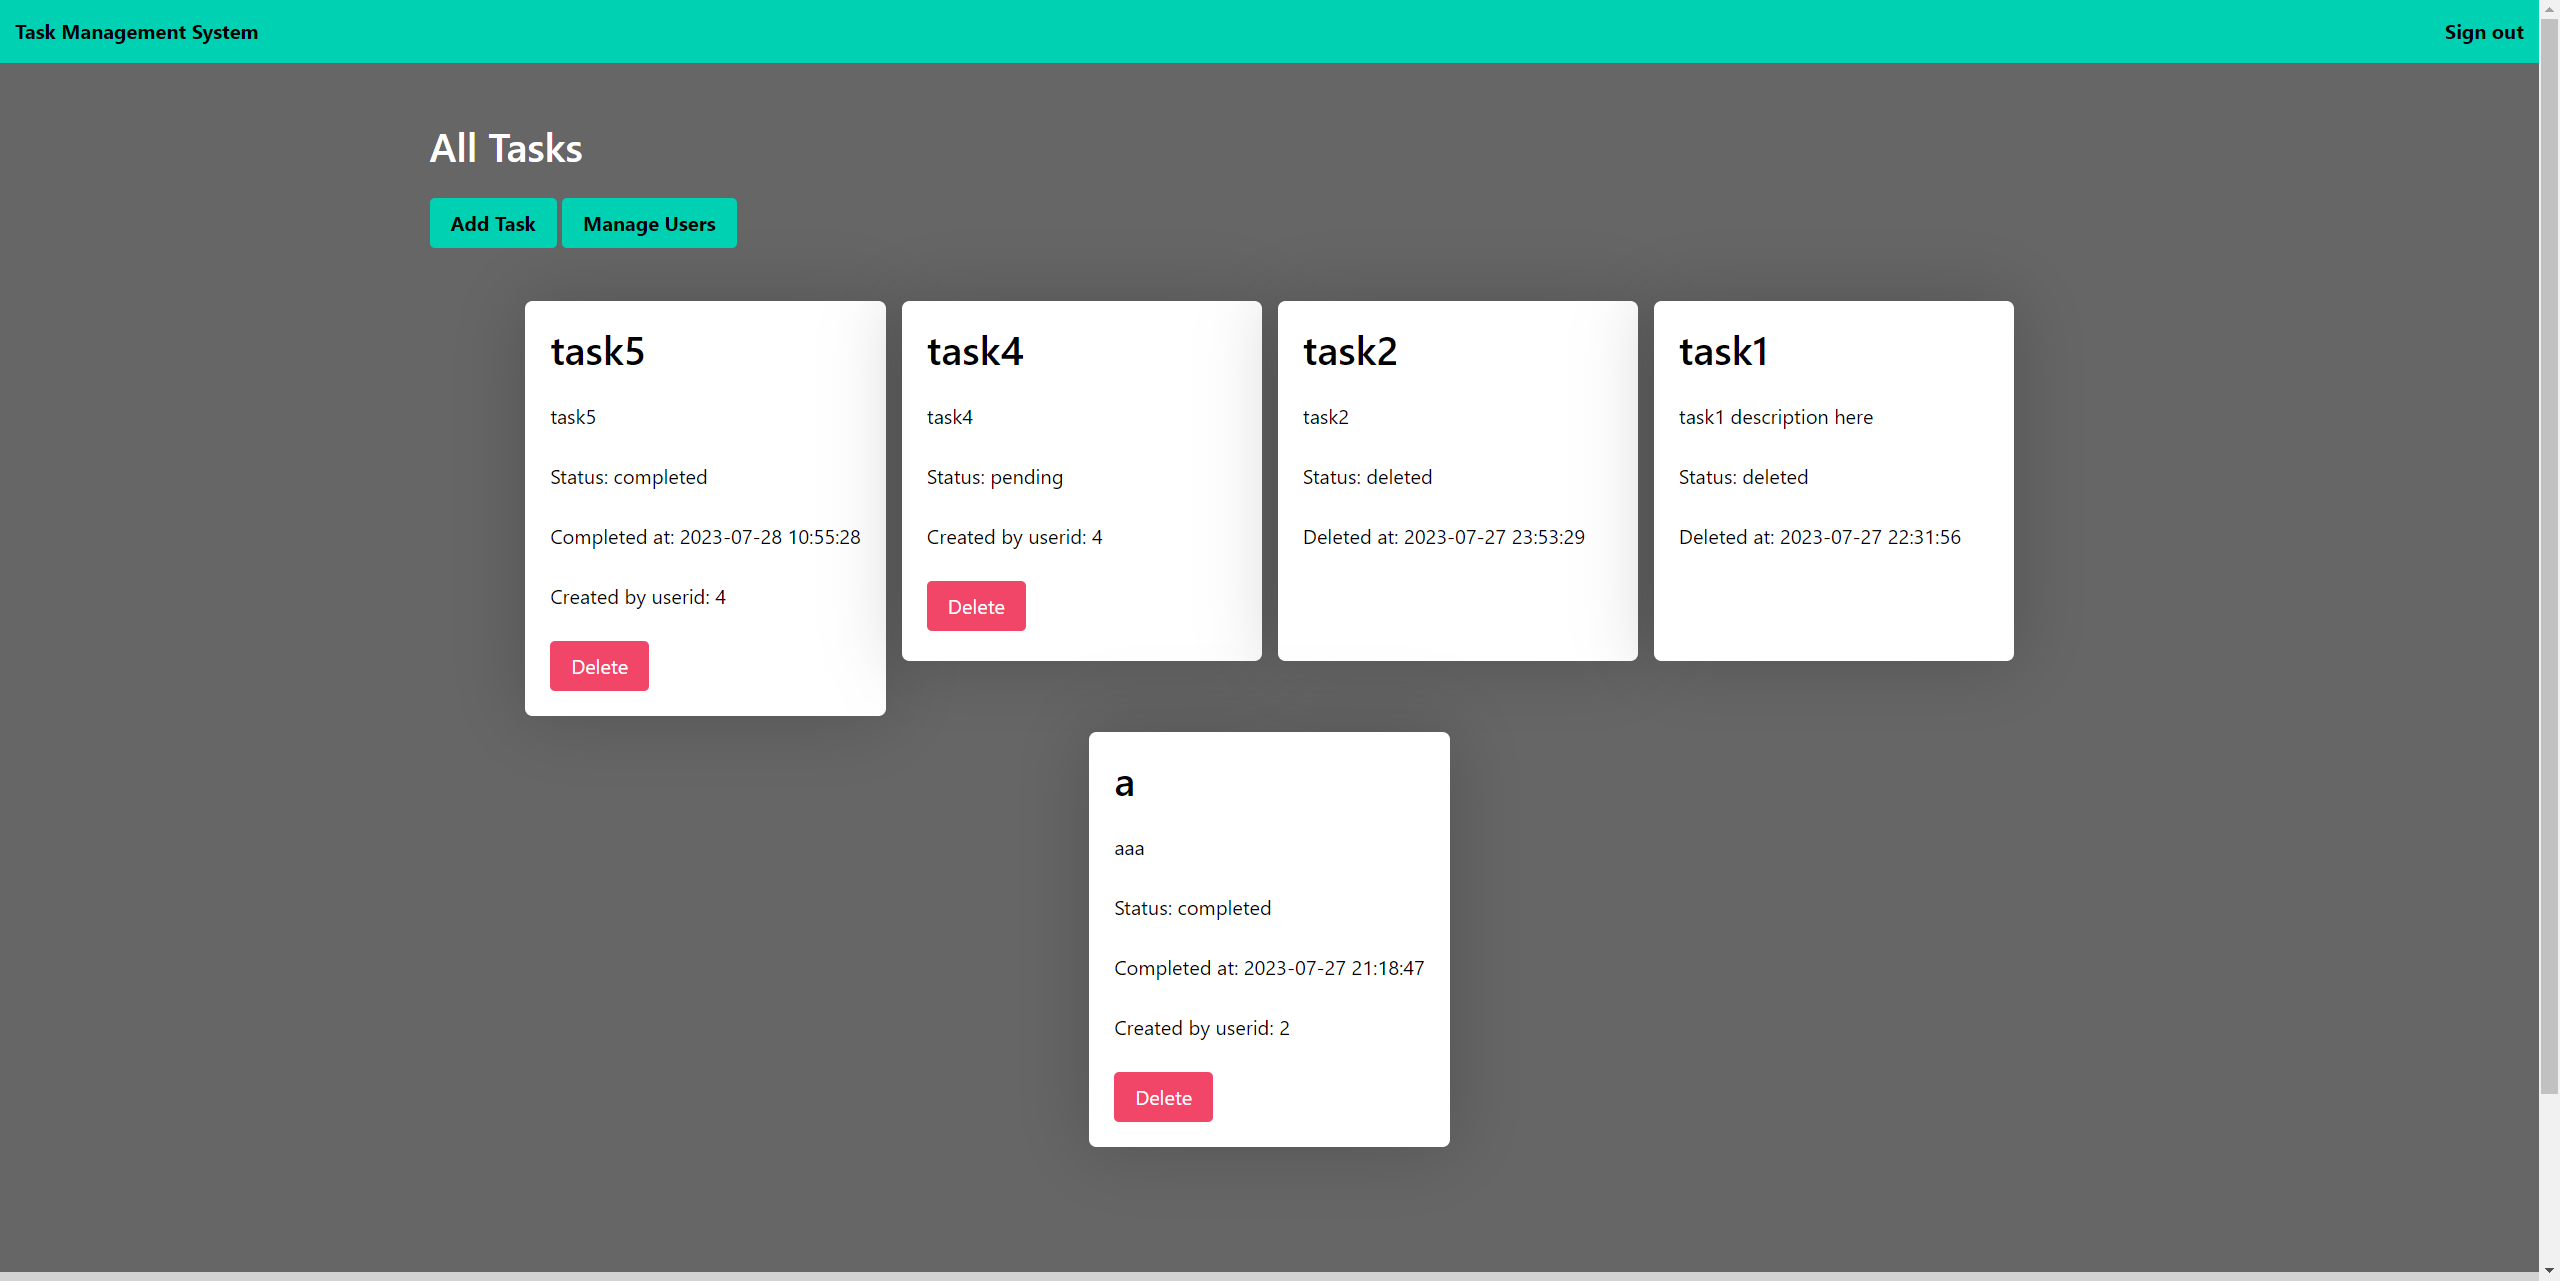 Task Management System
Sign out
All Tasks
Add Task
Manage Users
task5
task5
Status: completed
Completed at: 2023-07-28 10:55:28
Created by userid: 4
Delete
task4
task4
Status: pending
Created by userid: 4
Delete
task2
task2
Status: deleted
Deleted at: 2023-07-27 23:53:29
task1
task1 description here
Status: deleted
Deleted at: 2023-07-27 22:31:56
a
aaa
Status: completed
Completed at: 2023-07-27 21:18:47
Created by userid: 2
Delete